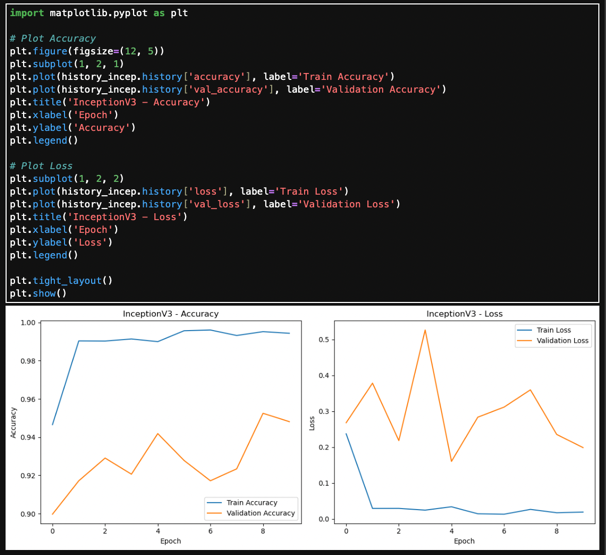 import matplotlib.pyplot as plt
# Plot Accuracy
plt.figure(figsize=(12, 5))
plt.subplot(1, 2, 1)
plt.plot(history_incep.history['accuracy'], label='Train Accuracy')
plt.plot(history_incep.history['val_accuracy'], label='Validation Accuracy')
plt.title('InceptionV3 - Accuracy')
plt.xlabel('Epoch')
plt.ylabel('Accuracy')
plt.legend()
# Plot Loss
plt.subplot(1, 2, 2)
plt.plot(history_incep.history['loss'], label='Train Loss')
plt.plot(history_incep.history['val_loss'], label='Validation Loss')
plt.title('InceptionV3 - Loss')
plt.xlabel('Epoch')
plt.ylabel('Loss')
plt.legend()
plt.tight_layout()
plt.show()
InceptionV3 - Accuracy
1.00
0.98
0.96
0.94
0.92
0.90
Accuracy
Train Accuracy
Validation Accuracy
0 2 4 6 8
Epoch
InceptionV3 - Loss
Train Loss
Validation Loss
0.5
0.4
0.3
0.2
0.1
0.0
Loss
0 2 4 6 8
Epoch